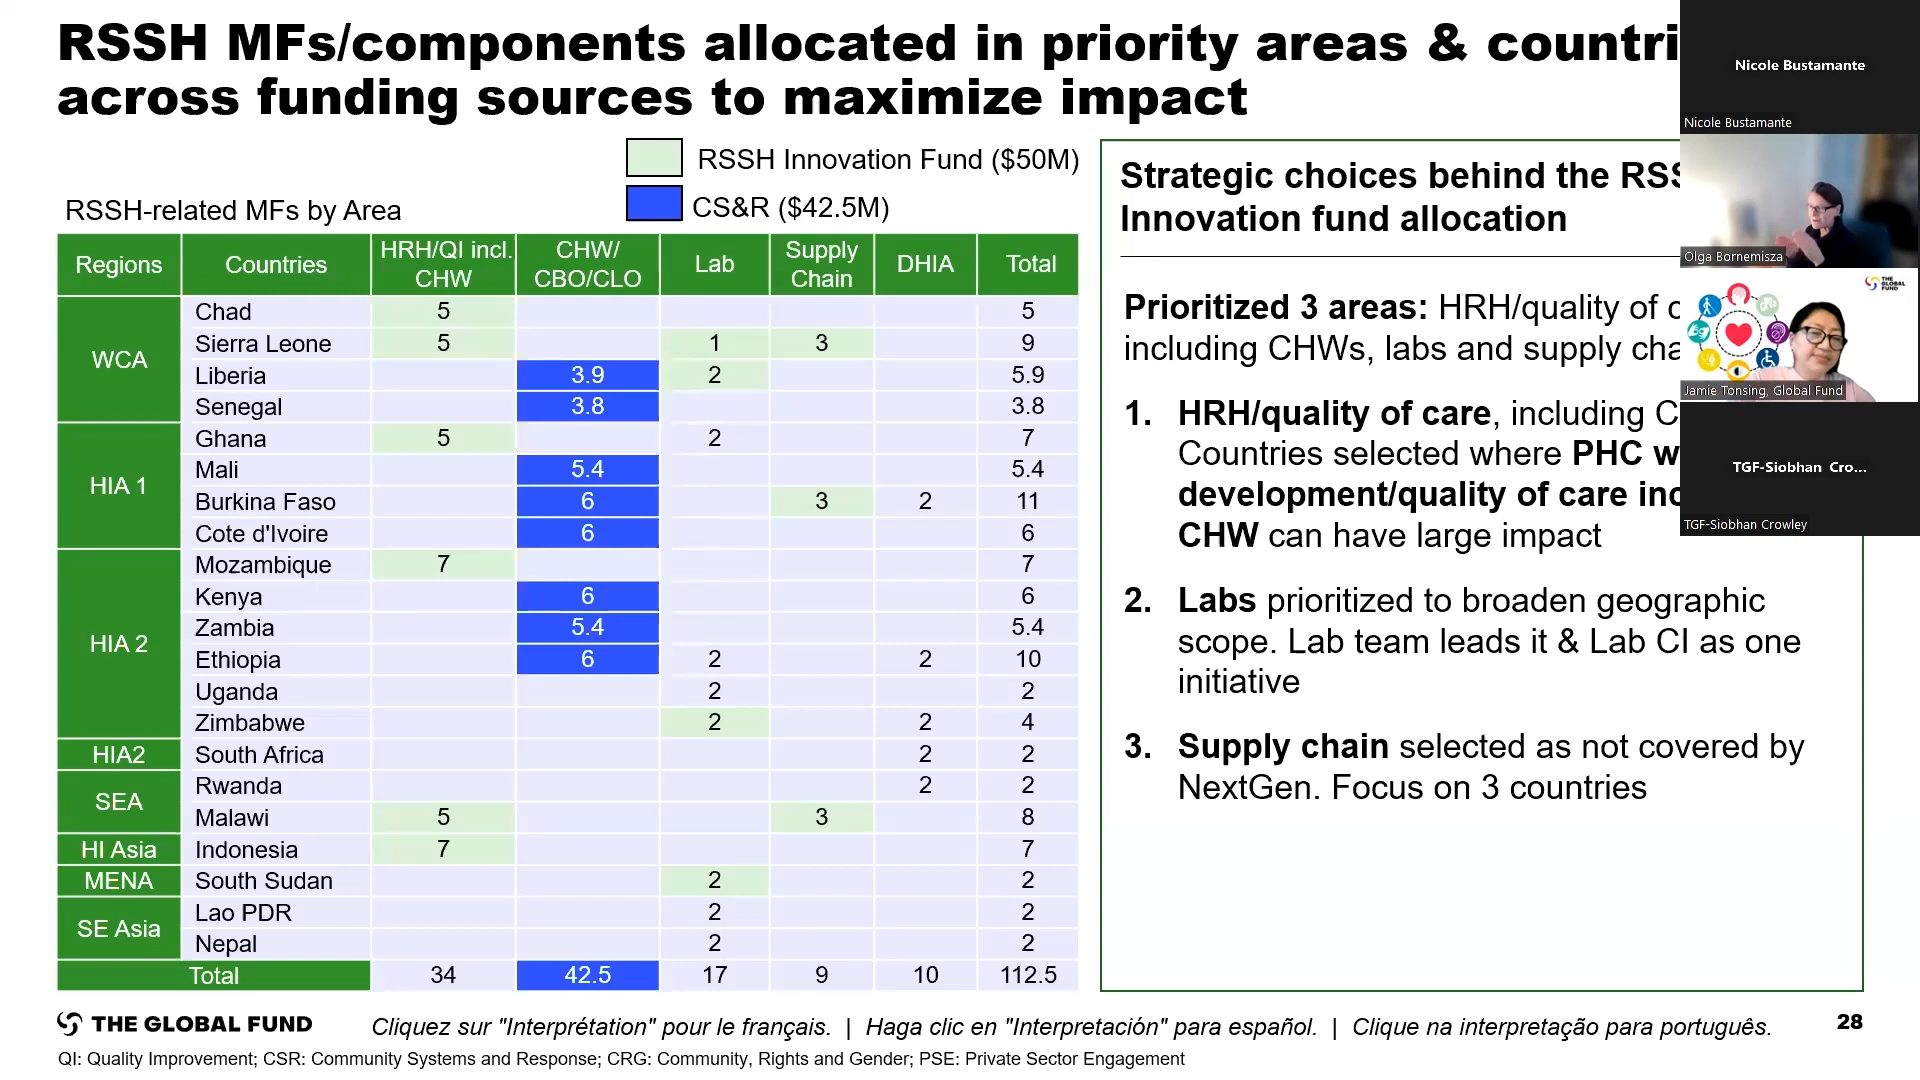 RSSH MFs/components allocated in priority areas & countri
across funding sources to maximize impact
RSSH Innovation Fund ($50M)
CS&R ($42.5M)
RSSH-related MFs by Area
Regions Countries HRH/QI incl. CHW CHW/ CBO/CLO Lab Supply Chain DHIA Total
WCA
Chad 5 5
Sierra Leone 5 1 3 9
Liberia 3.9 2 5.9
Senegal 3.8 3.8
HIA 1
Ghana 5 2 7
Mali 5.4 5.4
Burkina Faso 6 3 2 11
Cote d'Ivoire 6 6
HIA 2
Mozambique 7 7
Kenya 6 6
Zambia 5.4 5.4
Ethiopia 6 2 2 10
Uganda 2 2
Zimbabwe 2 2 4
HIA2 South Africa 2 2
SEA
Rwanda 2 2
Malawi 5 3 8
HI Asia Indonesia 7 7
MENA South Sudan 2 2
SE Asia
Lao PDR 2 2
Nepal 2 2
Total 34 42.5 17 9 10 112.5
Strategic choices behind the RSS
Innovation fund allocation
Prioritized 3 areas: HRH/quality of c
including CHWs, labs and supply cha
1. HRH/quality of care, including C
Countries selected where PHC w
development/quality of care inc
CHW can have large impact
2. Labs prioritized to broaden geographic
scope. Lab team leads it & Lab CI as one
initiative
3. Supply chain selected as not covered by
NextGen. Focus on 3 countries
Nicole Bustamante
Nicole Bustamante
Olga Bornemisza
THE GLOBAL FUND
Jamie Tonsing, Global Fund
TGF-Siobhan Cro...
TGF-Siobhan Crowley
THE GLOBAL FUND
Cliquez sur "Interprétation" pour le français. | Haga clic en "Interpretación" para español. | Clique na interpretação para português.
28
QI: Quality Improvement; CSR: Community Systems and Response; CRG: Community, Rights and Gender; PSE: Private Sector Engagement